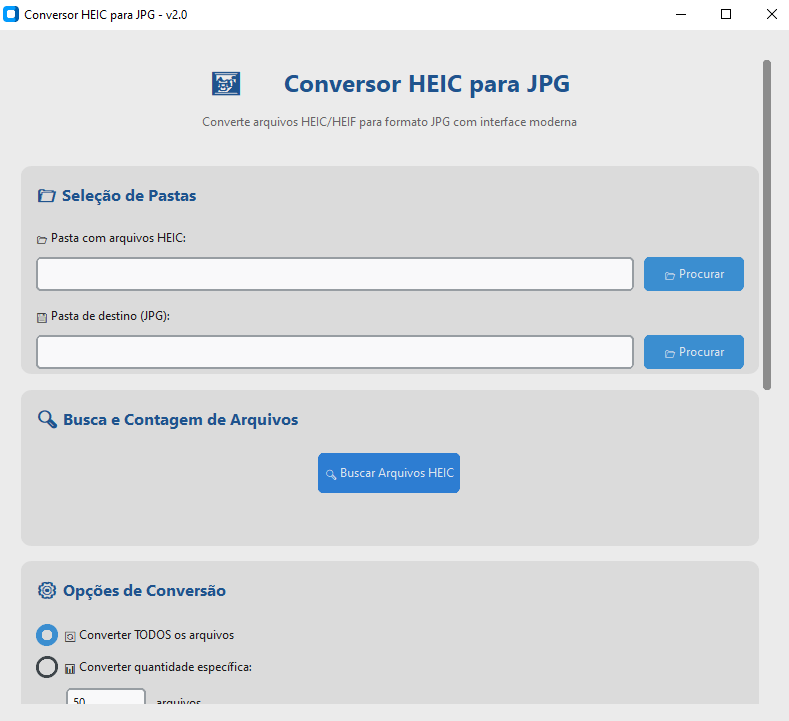 Conversor HEIC para JPG - v2.0
Conversor HEIC para JPG
Converte arquivos HEIC/HEIF para formato JPG com interface moderna
Seleção de Pastas
Pasta com arquivos HEIC:
Procurar
Pasta de destino (JPG):
Procurar
Busca e Contagem de Arquivos
Buscar Arquivos HEIC
Opções de Conversão
Converter TODOS os arquivos
Converter quantidade específica:
50 arquivos